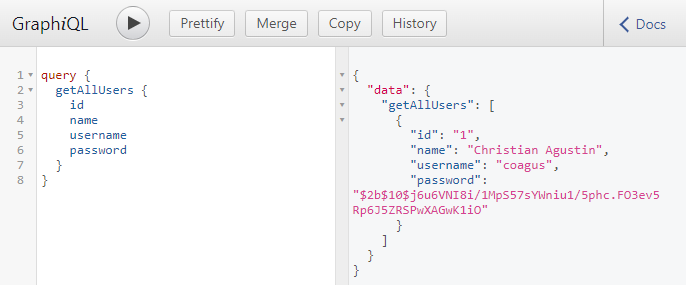 GraphiQL
Prettify
Merge
Copy
History
Docs
1 query {
2 getAllUsers {
3 id
4 name
5 username
6 password
7 }
8 }
{
"data": {
"getAllUsers": [
{
"id": "1",
"name": "Christian Agustin",
"username": "coagus",
"password":
"$2b$10$j6u6VNI8i/1MpS57sYWniu1/5phc.FO3ev5
Rp6J5ZRSPwXAGwK1iO"
}
]
}
}